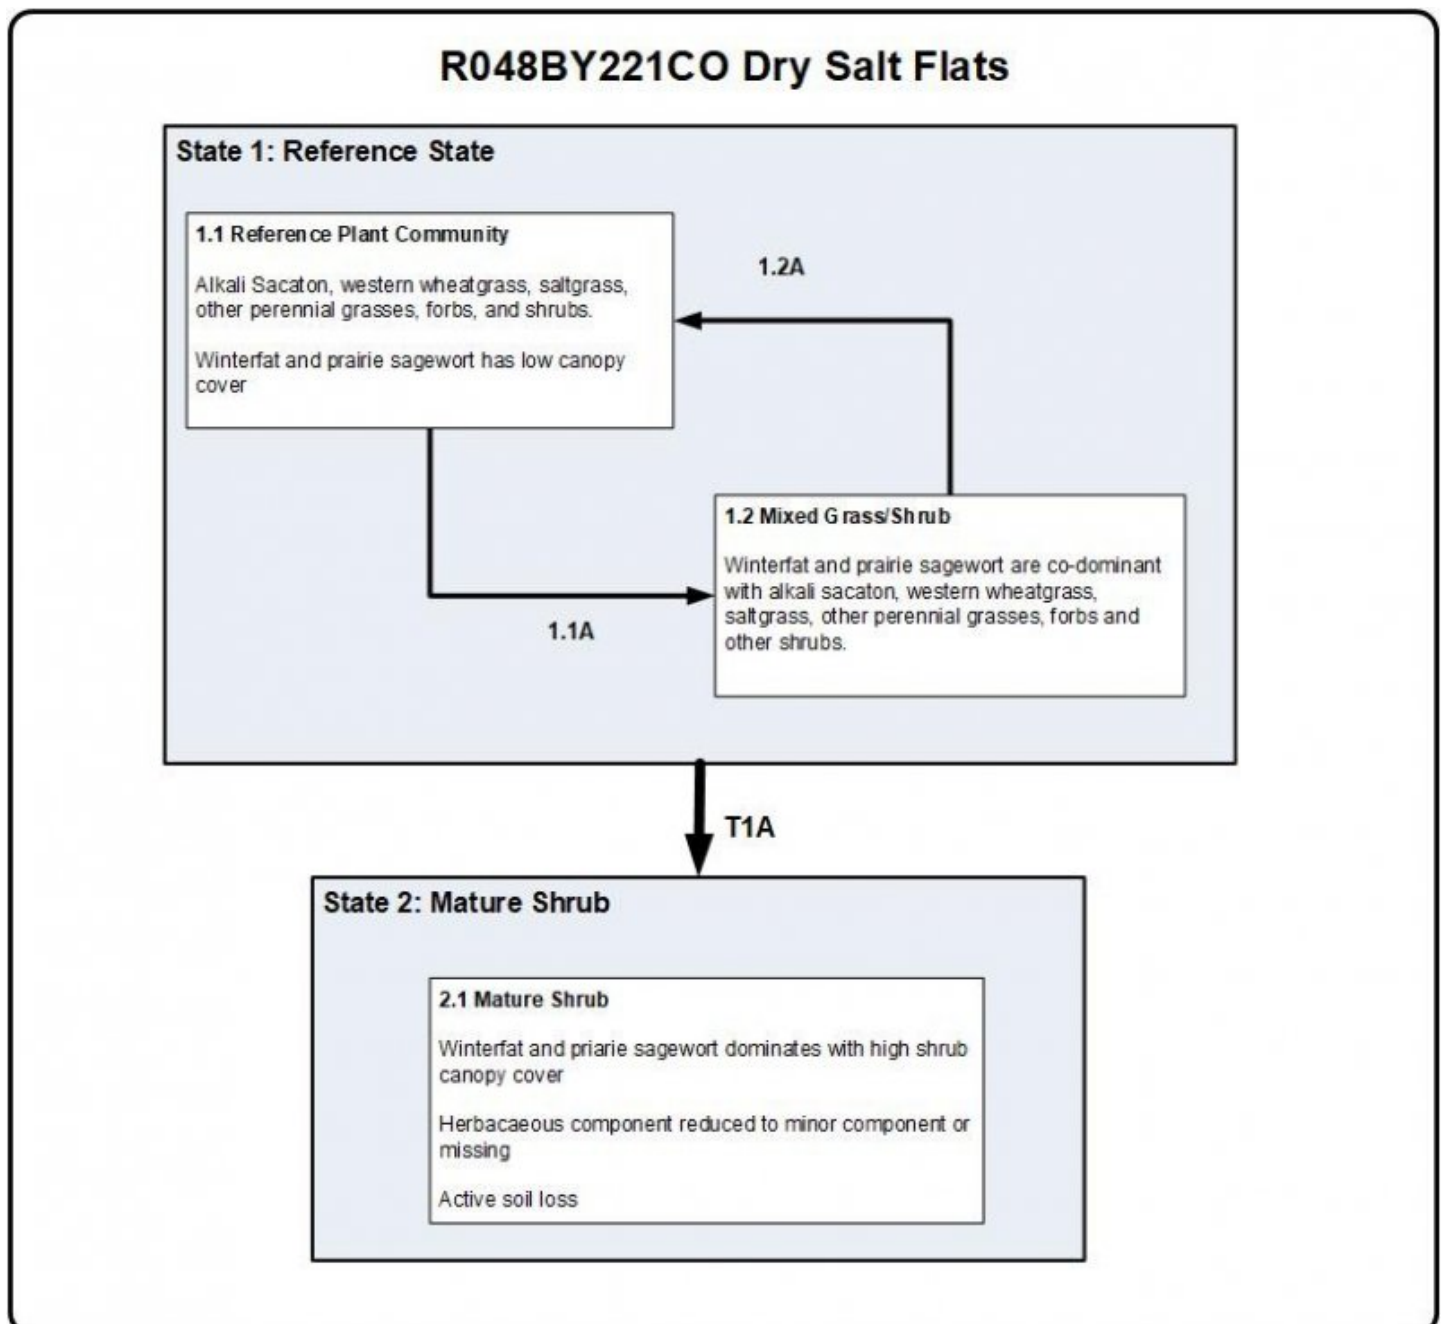 R048BY221CO Dry Salt Flats
State 1: Reference State
1.1 Reference Plant Community
Alkali Sacaton, western wheatgrass, saltgrass,
other perennial grasses, forbs, and shrubs.
Winterfat and prairie sagewort has low canopy
cover
1.2A
1.2 Mixed Grass/Shrub
Winterfat and prairie sagewort are co-dominant
with alkali sacaton, western wheatgrass,
saltgrass, other perennial grasses, forbs and
other shrubs.
1.1A
T1A
State 2: Mature Shrub
2.1 Mature Shrub
Winterfat and priarie sagewort dominates with high shrub
canopy cover
Herbacaeous component reduced to minor component or
missing
Active soil loss